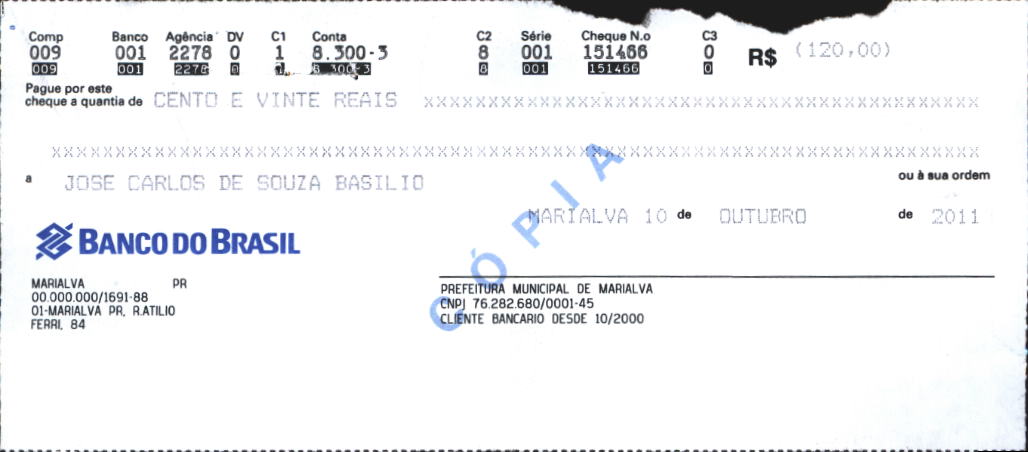 Comp Banco Agência DV C1 Conta C2 Série Cheque N.o C3
009 001 2278 0 1 8.300-3 8 001 151466 0 R$ (120,00)
009 001 2278 0 1 8 300-3 8 001 151466 0
Pague por este
cheque a quantia de CENTO E VINTE REAIS XXXXXXXXXXXXXXXXXXXXXXXXXXXXXXXXXXXXXXXXXXXX
XXXXXXXXXXXXXXXXXXXXXXXXXXXXXXXXXXXXXXXXXXXXXXXXXXXXXXXXXXXXXXXXXXXXXX
a JOSE CARLOS DE SOUZA BASILIO ou à sua ordem
MARIALVA 10 de OUTUBRO de 2011
BANCO DO BRASIL
CÓPIA
MARIALVA PR
00.000.000/1691-88
01-MARIALVA PR, R.ATILIO
FERRI, 84
PREFEITURA MUNICIPAL DE MARIALVA
CNPJ 76.282.680/0001-45
CLIENTE BANCARIO DESDE 10/2000